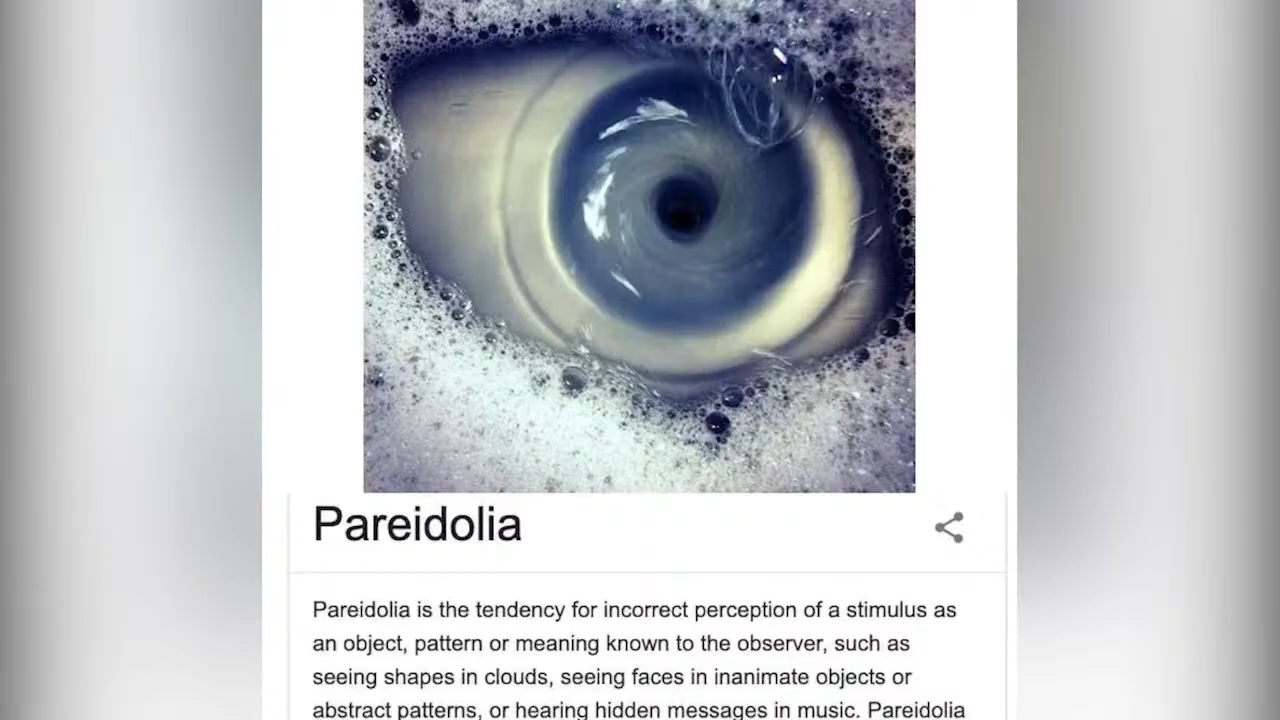 Pareidolia
Pareidolia is the tendency for incorrect perception of a stimulus as
an object, pattern or meaning known to the observer, such as
seeing shapes in clouds, seeing faces in inanimate objects or
abstract patterns, or hearing hidden messages in music. Pareidolia